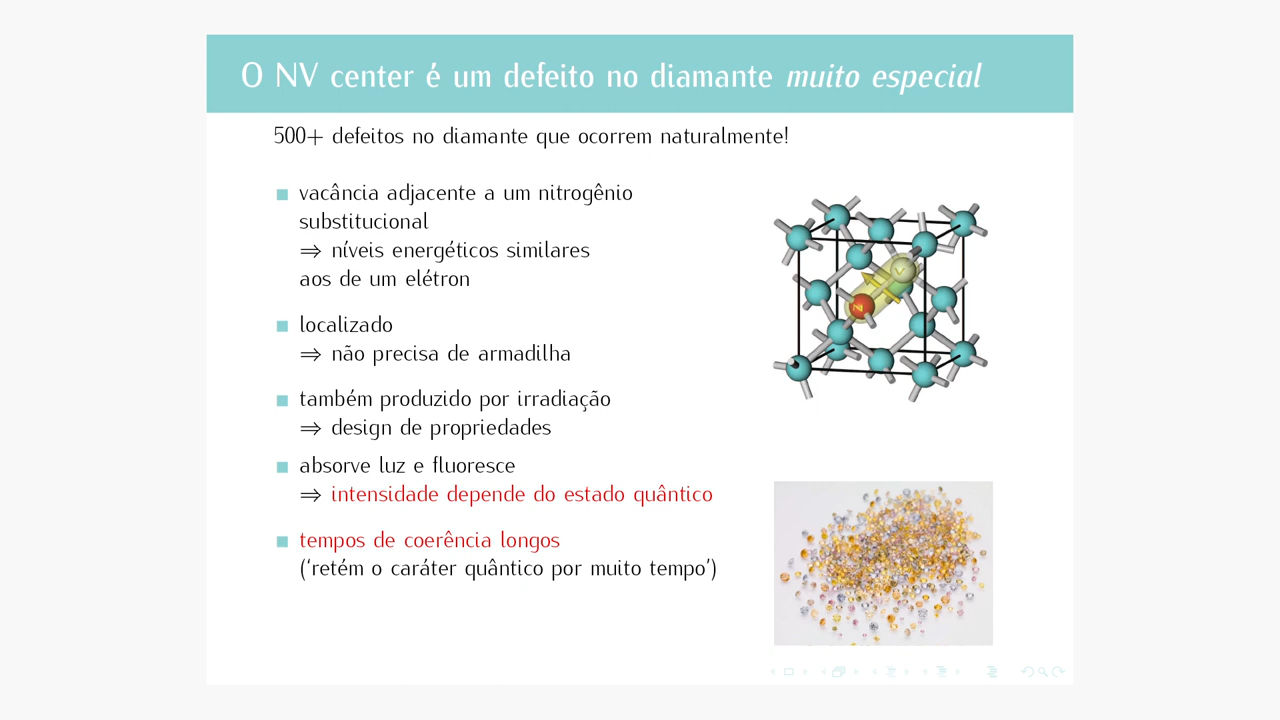 O NV center é um defeito no diamante muito especial
500+ defeitos no diamante que ocorrem naturalmente!
vacância adjacente a um nitrogênio
substitucional
⇒ níveis energéticos similares
aos de um elétron
localizado
⇒ não precisa de armadilha
também produzido por irradiação
⇒ design de propriedades
absorve luz e fluoresce
⇒ intensidade depende do estado quântico
tempos de coerência longos
(‘retém o caráter quântico por muito tempo’)
V
N